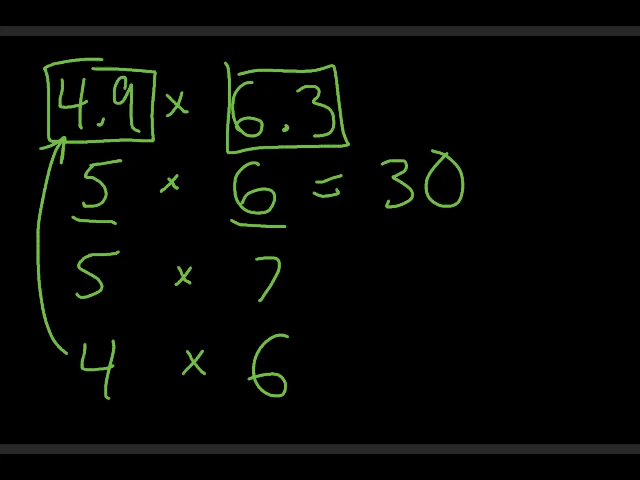 4.9 × 6.3
5 × 6 = 30
5 × 7
4 × 6